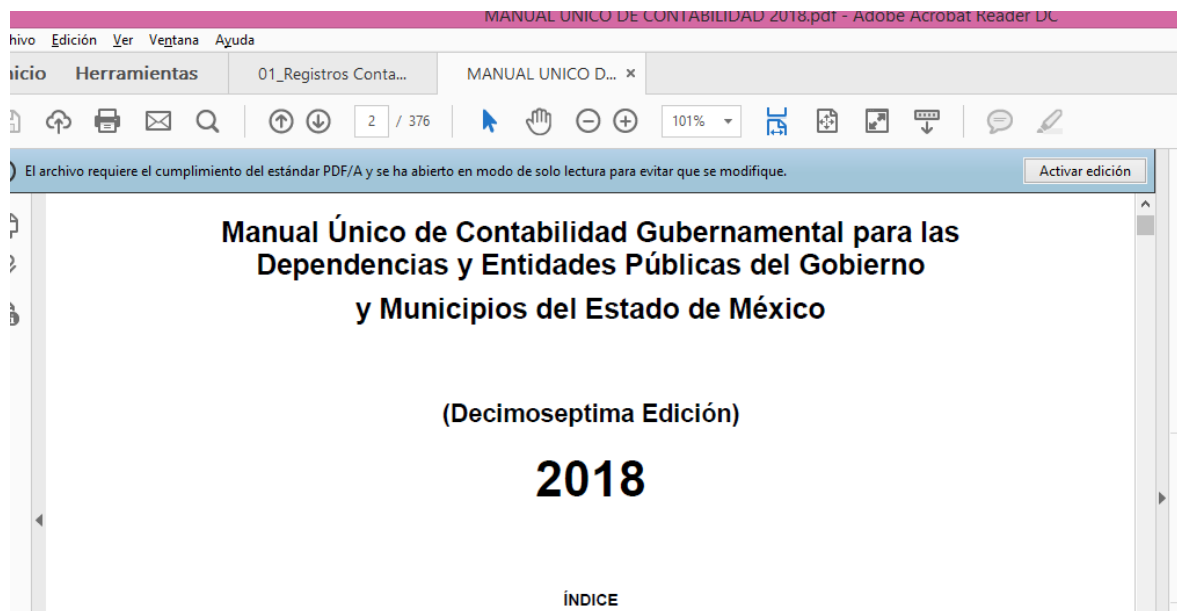 MANUAL UNICO DE CONTABILIDAD 2018.pdf - Adobe Acrobat Reader DC
hivo Edición Ver Ventana Ayuda
nicio Herramientas 01_Registros Conta... MANUAL UNICO D... ×
2 / 376 101%
El archivo requiere el cumplimiento del estándar PDF/A y se ha abierto en modo de solo lectura para evitar que se modifique. Activar edición
Manual Único de Contabilidad Gubernamental para las
Dependencias y Entidades Públicas del Gobierno
y Municipios del Estado de México
(Decimoseptima Edición)
2018
ÍNDICE